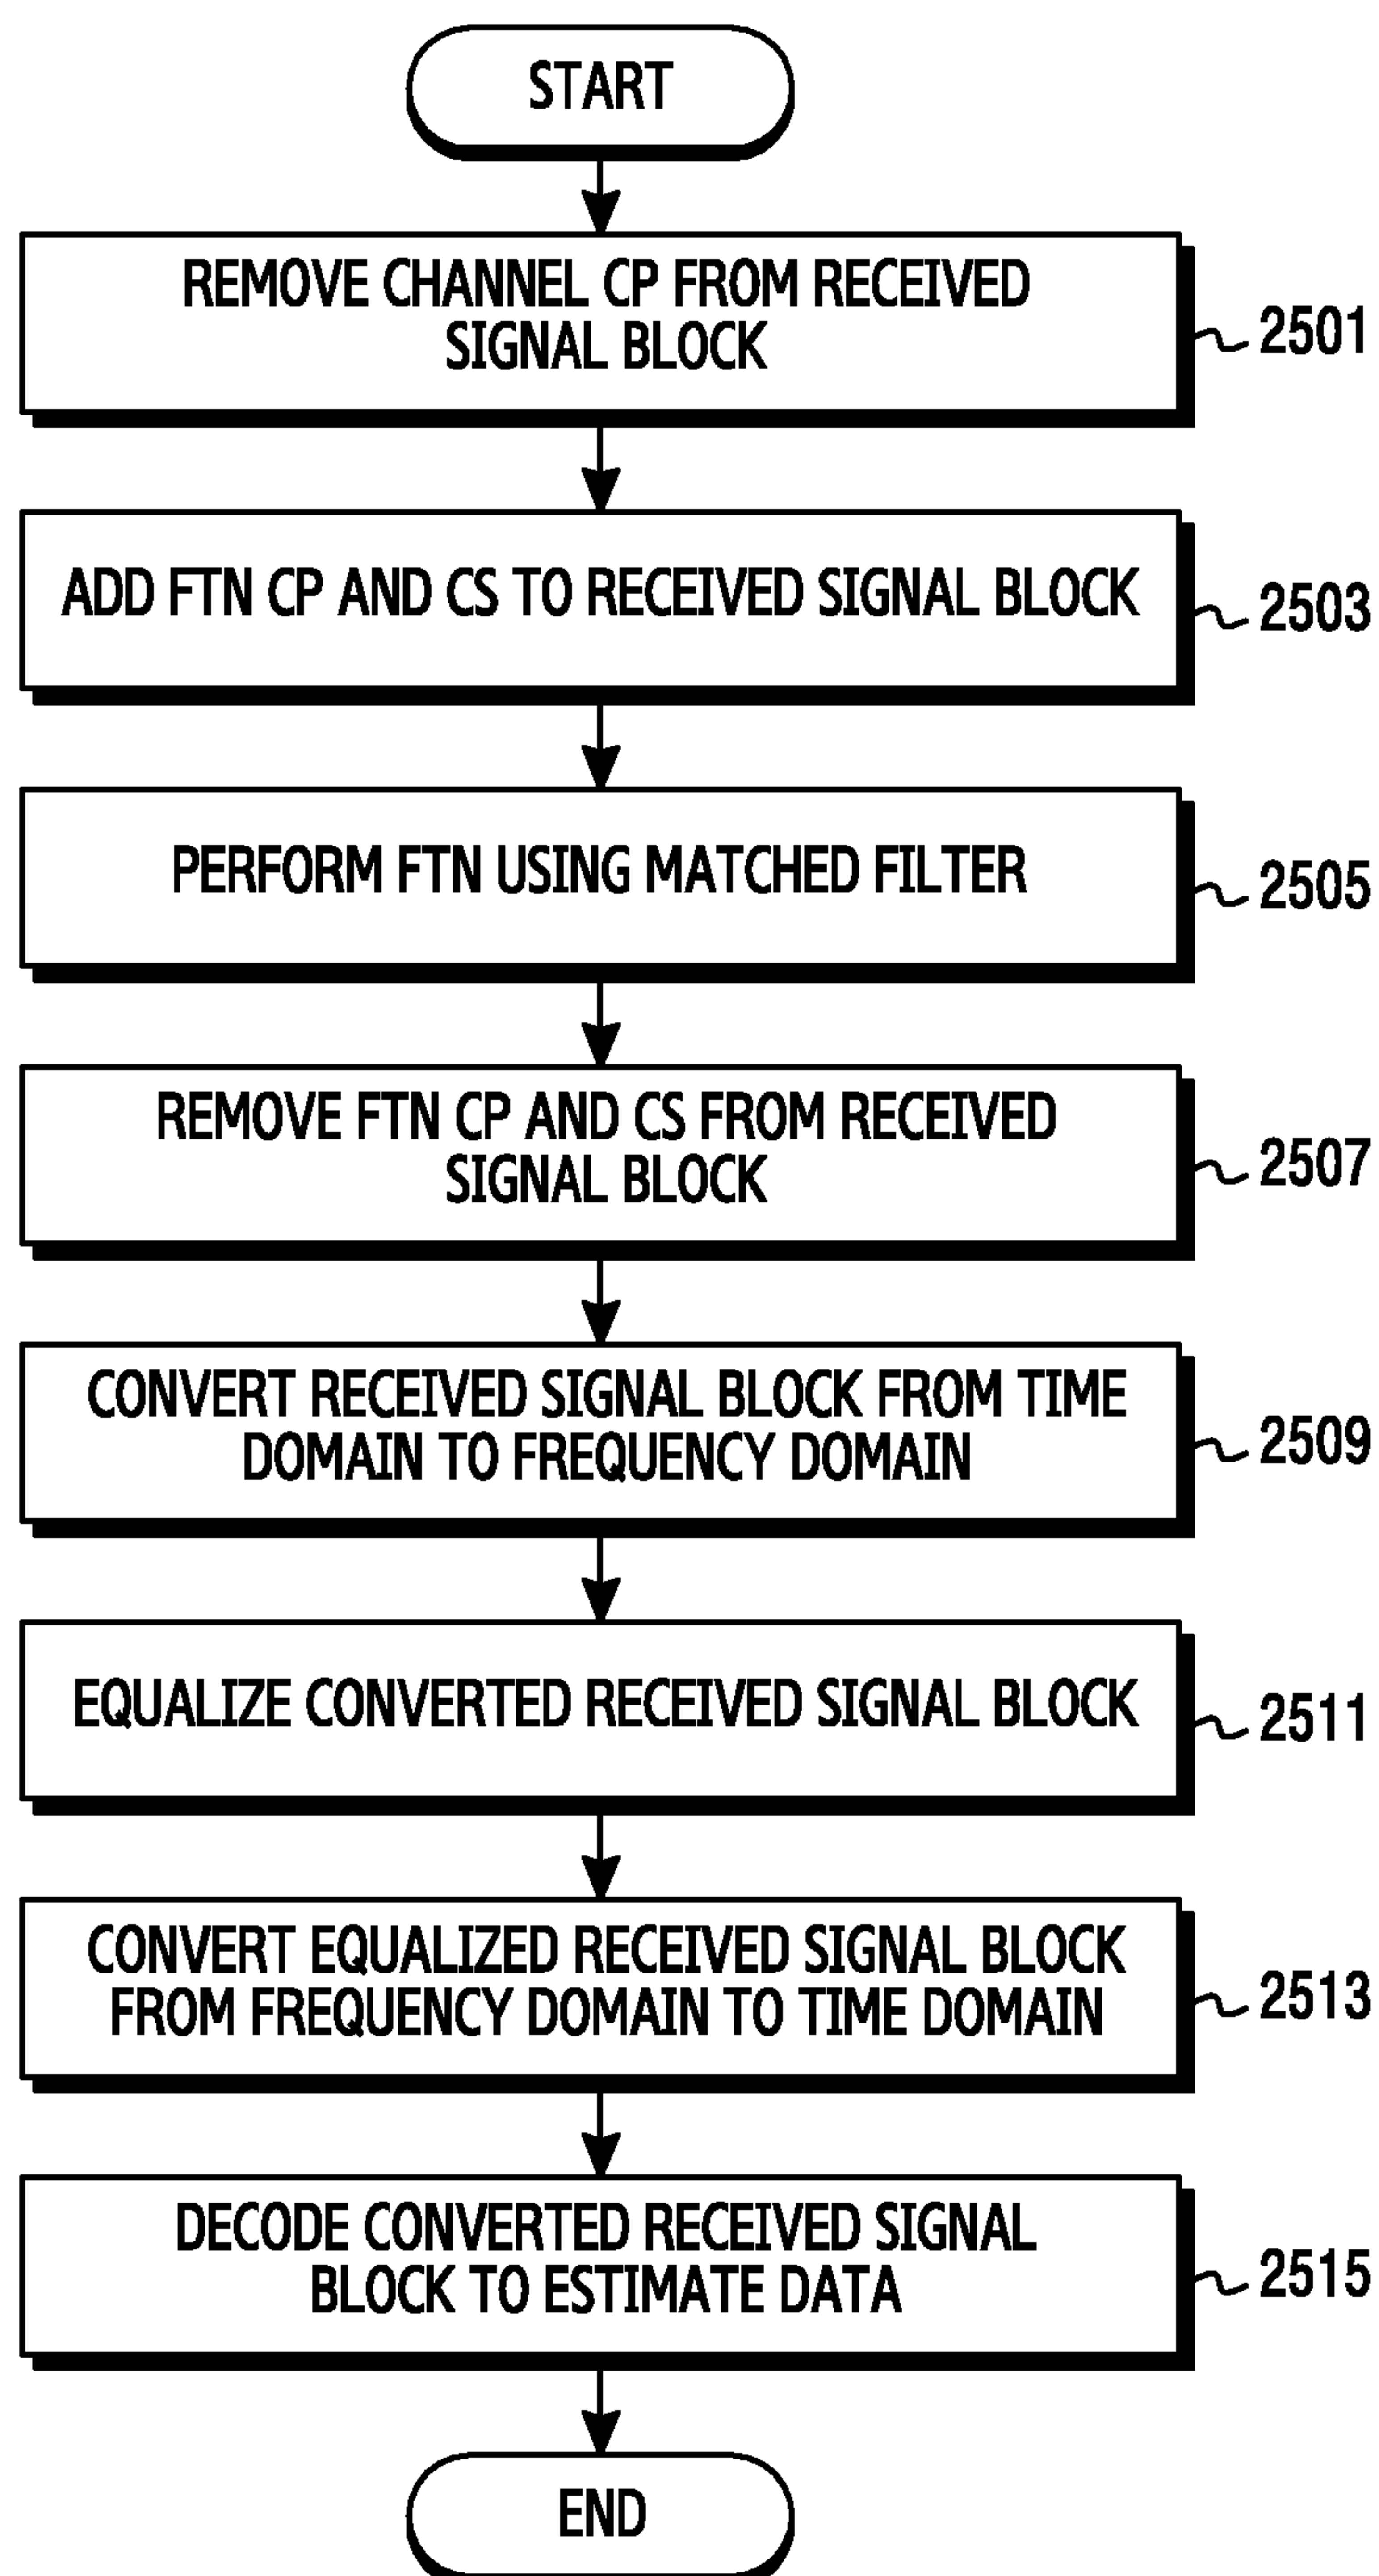 START
REMOVE CHANNEL CP FROM RECEIVED
SIGNAL BLOCK
2501
ADD FTN CP AND CS TO RECEIVED SIGNAL BLOCK
2503
PERFORM FTN USING MATCHED FILTER
2505
REMOVE FTN CP AND CS FROM RECEIVED
SIGNAL BLOCK
2507
CONVERT RECEIVED SIGNAL BLOCK FROM TIME
DOMAIN TO FREQUENCY DOMAIN
2509
EQUALIZE CONVERTED RECEIVED SIGNAL BLOCK
2511
CONVERT EQUALIZED RECEIVED SIGNAL BLOCK
FROM FREQUENCY DOMAIN TO TIME DOMAIN
2513
DECODE CONVERTED RECEIVED SIGNAL
BLOCK TO ESTIMATE DATA
2515
END